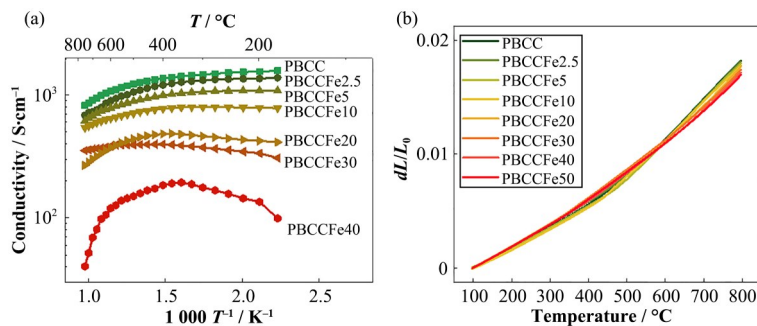 (a)
T / °C
800 600 400 200
PBCC
PBCCFe2.5
PBCCFe5
PBCCFe10
PBCCFe20
PBCCFe30
PBCCFe40
10³
10²
Conductivity / S·cm⁻¹
1.0 1.5 2.0 2.5
1 000 T⁻¹ / K⁻¹
(b)
0.02
0.01
0
dL/L₀
PBCC
PBCCFe2.5
PBCCFe5
PBCCFe10
PBCCFe20
PBCCFe30
PBCCFe40
PBCCFe50
100 200 300 400 500 600 700 800
Temperature / °C